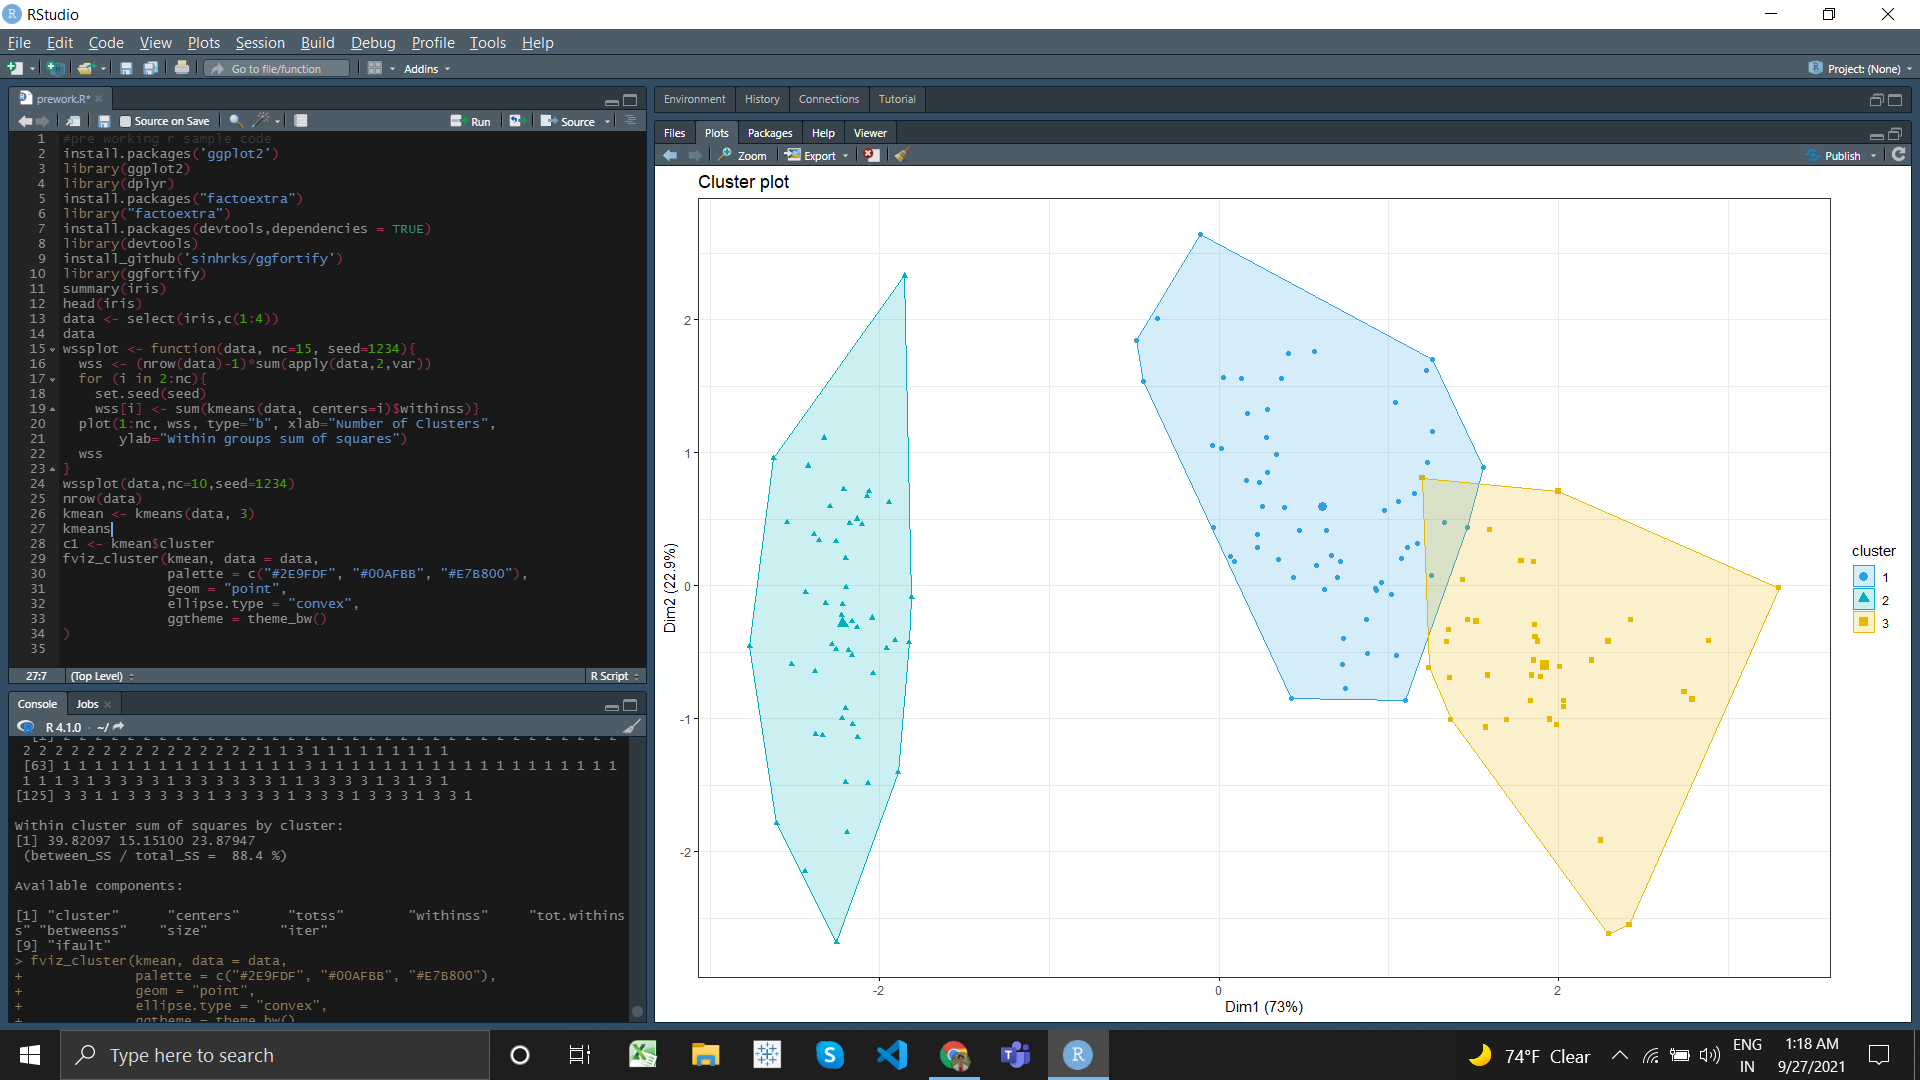 RStudio
File Edit Code View Plots Session Build Debug Profile Tools Help
Go to file/function Addins Project: (None)
prework.R*
Source on Save Run Source
1 #pre working r sample code
2 install.packages('ggplot2')
3 library(ggplot2)
4 library(dplyr)
5 install.packages("factoextra")
6 library("factoextra")
7 install.packages(devtools,dependencies = TRUE)
8 library(devtools)
9 install_github('sinhrks/ggfortify')
10 library(ggfortify)
11 summary(iris)
12 head(iris)
13 data <- select(iris,c(1:4))
14 data
15 wssplot <- function(data, nc=15, seed=1234){
16 wss <- (nrow(data)-1)*sum(apply(data,2,var))
17 for (i in 2:nc){
18 set.seed(seed)
19 wss[i] <- sum(kmeans(data, centers=i)$withinss)}
20 plot(1:nc, wss, type="b", xlab="Number of Clusters",
21 ylab="Within groups sum of squares")
22 wss
23 }
24 wssplot(data,nc=10,seed=1234)
25 nrow(data)
26 kmean <- kmeans(data, 3)
27 kmeans
28 c1 <- kmean$cluster
29 fviz_cluster(kmean, data = data,
30 palette = c("#2E9FDF", "#00AFBB", "#E7B800"),
31 geom = "point",
32 ellipse.type = "convex",
33 ggtheme = theme_bw()
34 )
35
27:7 (Top Level) R Script
Console Jobs
R 4.1.0 · ~/
2 2 2 2 2 2 2 2 2 2 2 2 2 2 2 2 1 1 3 1 1 1 1 1 1 1 1 1
[63] 1 1 1 1 1 1 1 1 1 1 1 1 1 1 1 3 1 1 1 1 1 1 1 1 1 1 1 1 1 1 1 1 1 1 1
1 1 1 3 1 3 3 3 3 1 3 3 3 3 3 3 1 1 3 3 3 3 1 3 1 3 1
[125] 3 3 1 1 3 3 3 3 3 1 3 3 3 3 1 3 3 3 1 3 3 3 1 3 3 1
Within cluster sum of squares by cluster:
[1] 39.82097 15.15100 23.87947
(between_SS / total_SS = 88.4 %)
Available components:
[1] "cluster" "centers" "totss" "withinss" "tot.withins
s" "betweenss" "size" "iter"
[9] "ifault"
> fviz_cluster(kmean, data = data,
+ palette = c("#2E9FDF", "#00AFBB", "#E7B800"),
+ geom = "point",
+ ellipse.type = "convex",
+ ggtheme = theme_bw()
Environment History Connections Tutorial
Files Plots Packages Help Viewer
Zoom Export Publish
Cluster plot
2
1
0
-1
-2
Dim2 (22.9%)
-2 0 2
Dim1 (73%)
cluster
1
2
3
Type here to search
74°F Clear
ENG
IN
1:18 AM
9/27/2021